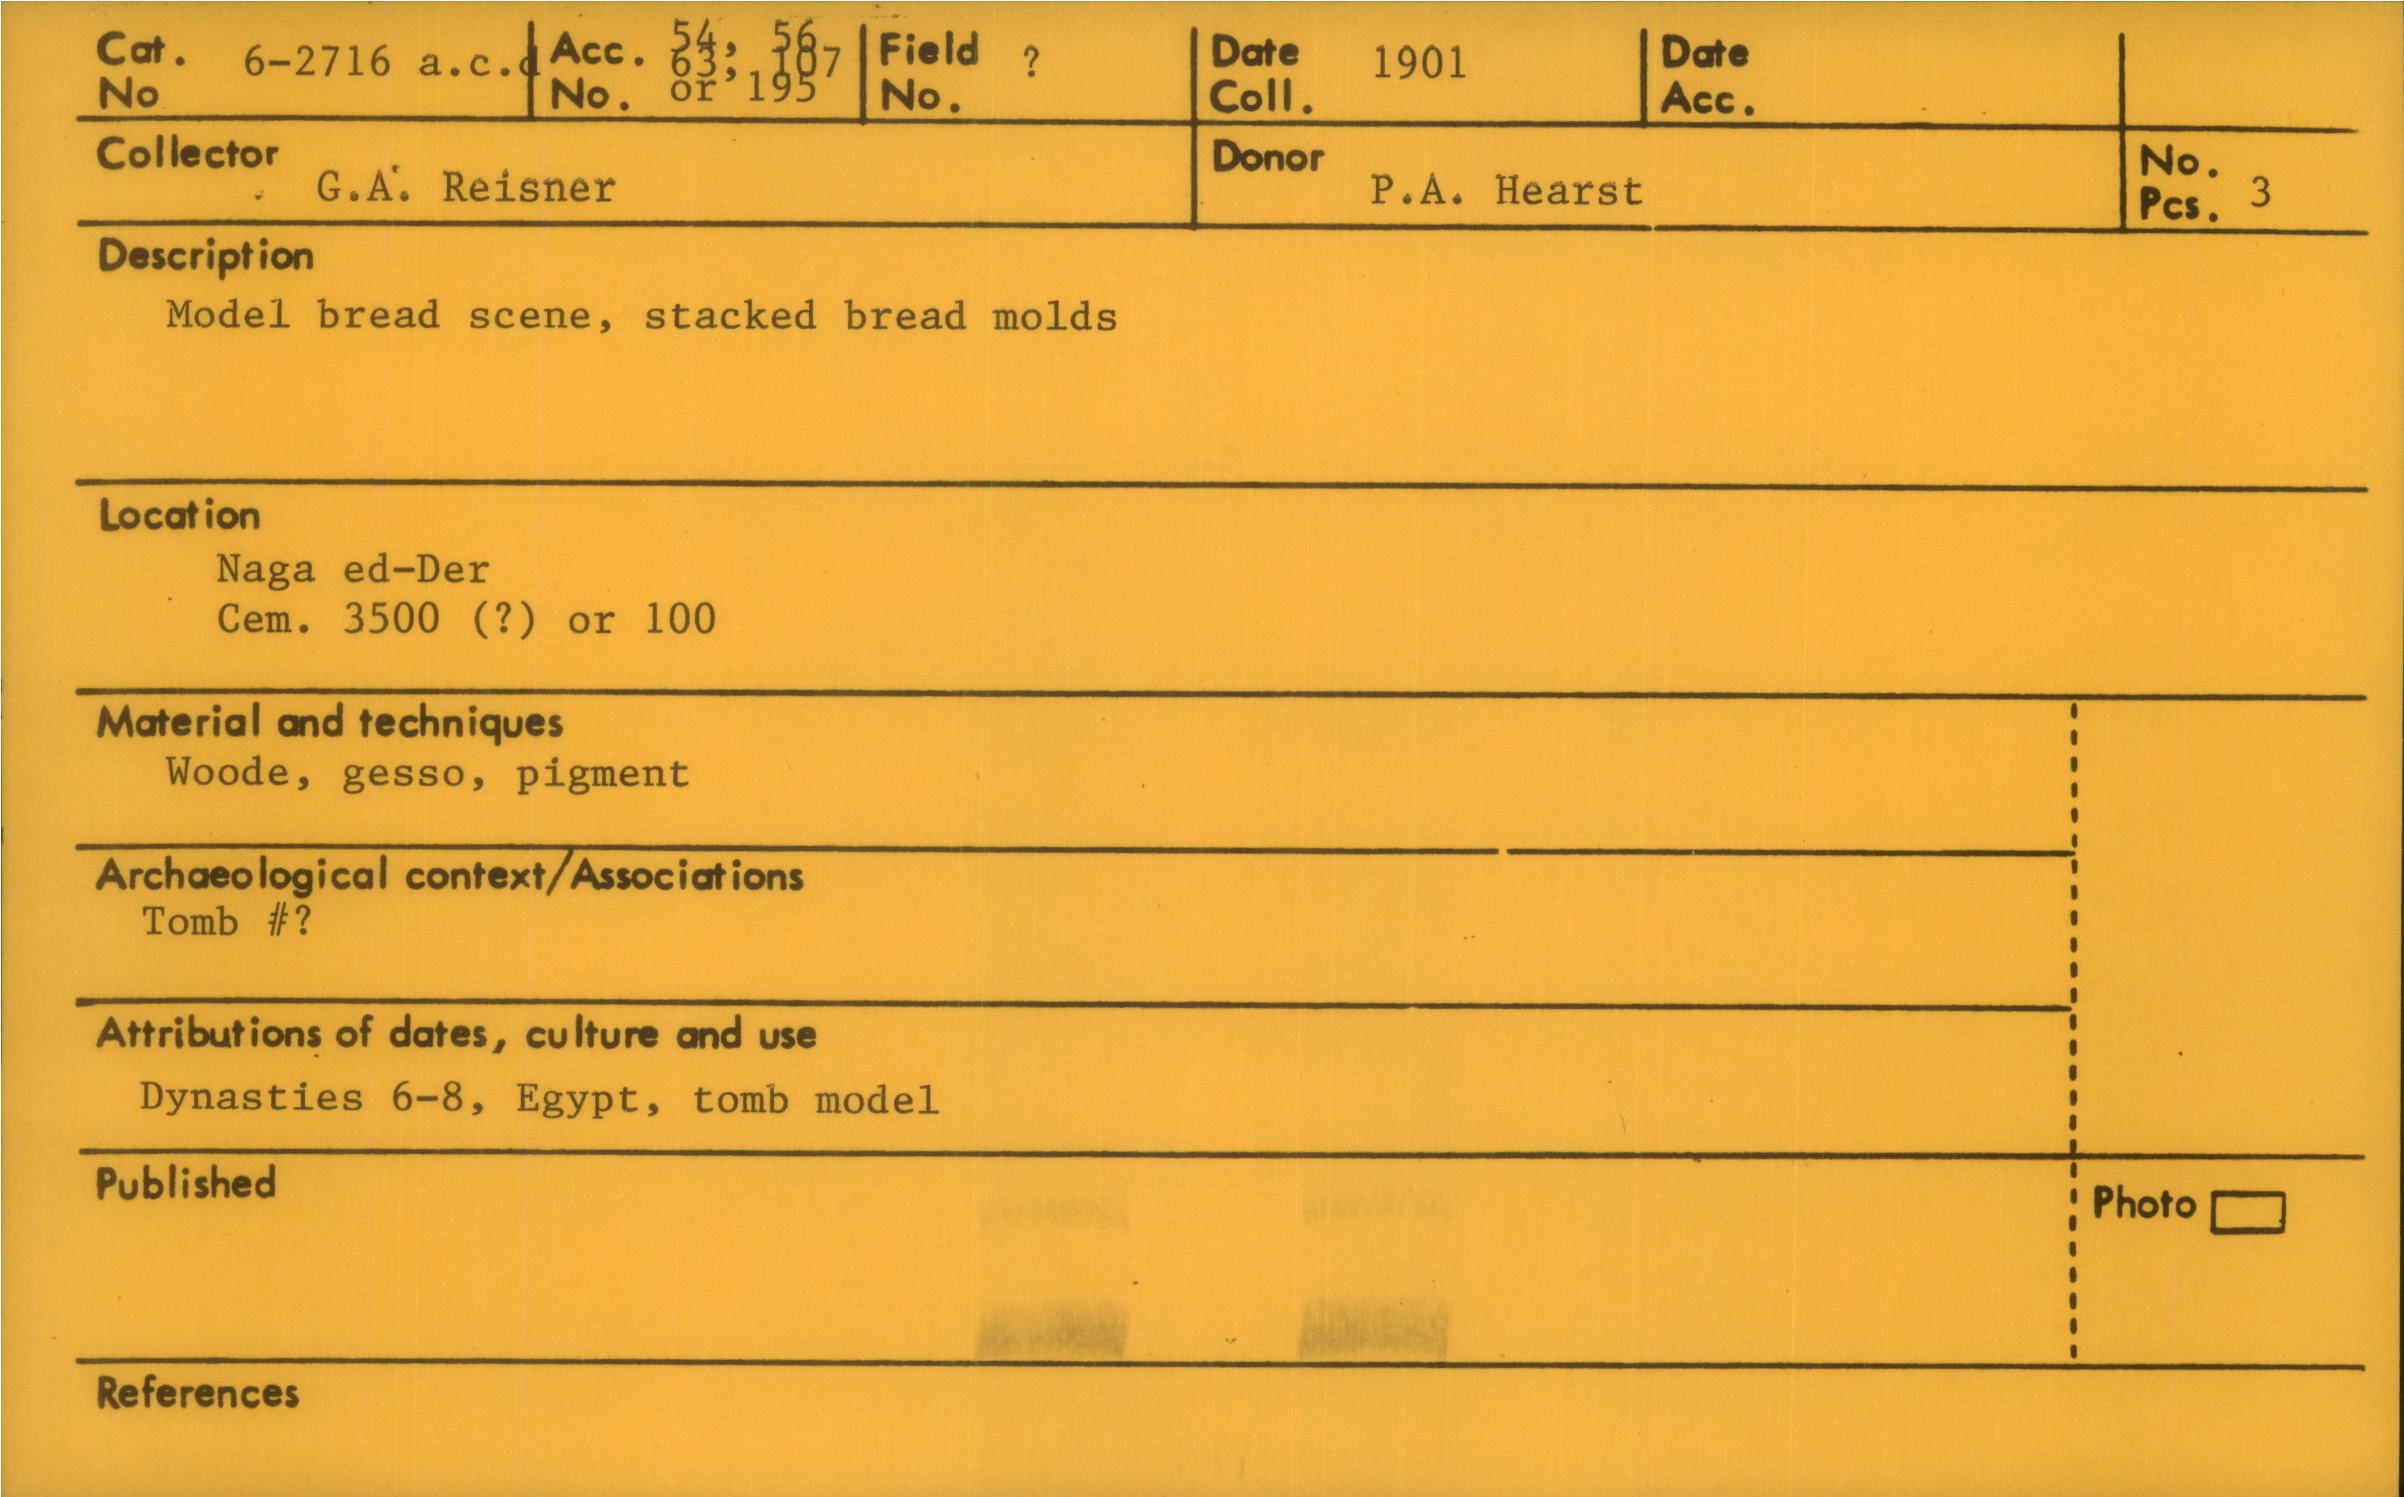 Cat. No 6-2716 a.c.d
Acc. No. 54, 56, 63, 107 or 195
Field No. ?
Date Coll. 1901
Date Acc.
Collector G.A. Reisner
Donor P.A. Hearst
No. Pcs. 3
Description
Model bread scene, stacked bread molds
Location
Naga ed-Der
Cem. 3500 (?) or 100
Material and techniques
Woode, gesso, pigment
Archaeological context/Associations
Tomb #?
Attributions of dates, culture and use
Dynasties 6-8, Egypt, tomb model
Published
Photo
References